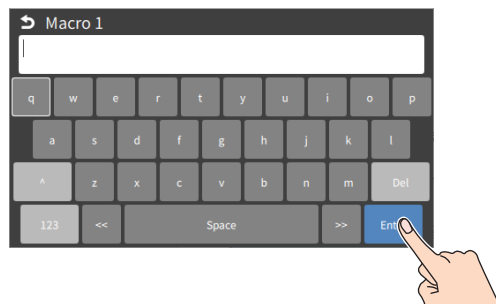 Macro 1
q w e r t y u i o p
a s d f g h j k l
^ z x c v b n m Del
123 << Space >>